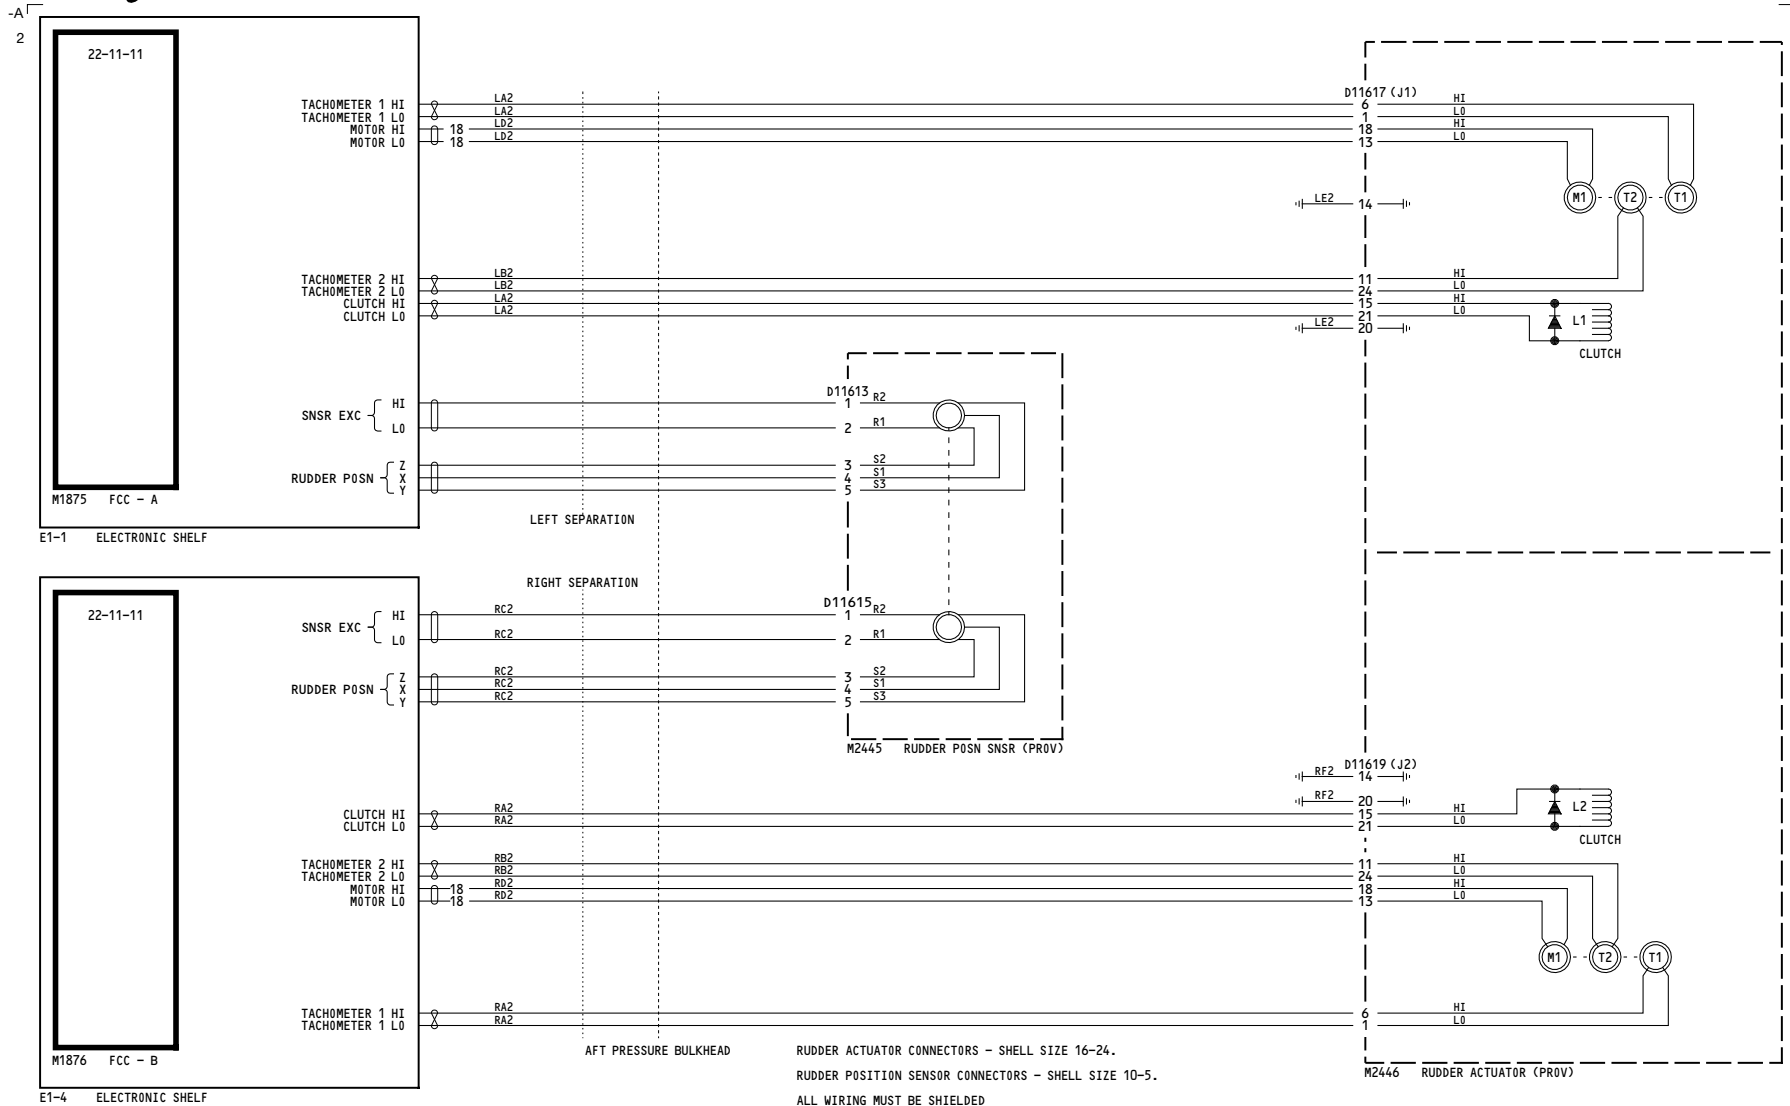 -A
2
22-11-11
TACHOMETER 1 HI LA2 D11617 (J1) 6 HI
TACHOMETER 1 LO LA2 1 LO
MOTOR HI 18 LD2 18 HI
MOTOR LO 18 LD2 13 LO
M1 T2 T1
LE2 14
TACHOMETER 2 HI LB2 11 HI
TACHOMETER 2 LO LB2 24 LO
CLUTCH HI LA2 15 HI
CLUTCH LO LA2 21 LO
LE2 20
L1
CLUTCH
D11613
SNSR EXC HI 1 R2
LO 2 R1
RUDDER POSN Z 3 S2
X 4 S1
Y 5 S3
M1875 FCC - A
LEFT SEPARATION
E1-1 ELECTRONIC SHELF
RIGHT SEPARATION
22-11-11
D11615
SNSR EXC HI RC2 1 R2
LO RC2 2 R1
RUDDER POSN Z RC2 3 S2
X RC2 4 S1
Y RC2 5 S3
M2445 RUDDER POSN SNSR (PROV)
D11619 (J2)
RF2 14
RF2 20
CLUTCH HI RA2 15 HI
CLUTCH LO RA2 21 LO
L2
CLUTCH
TACHOMETER 2 HI RB2 11 HI
TACHOMETER 2 LO RB2 24 LO
MOTOR HI 18 RD2 18 HI
MOTOR LO 18 RD2 13 LO
M1 T2 T1
TACHOMETER 1 HI RA2 6 HI
TACHOMETER 1 LO RA2 1 LO
M1876 FCC - B
AFT PRESSURE BULKHEAD
RUDDER ACTUATOR CONNECTORS - SHELL SIZE 16-24.
RUDDER POSITION SENSOR CONNECTORS - SHELL SIZE 10-5.
ALL WIRING MUST BE SHIELDED
M2446 RUDDER ACTUATOR (PROV)
E1-4 ELECTRONIC SHELF